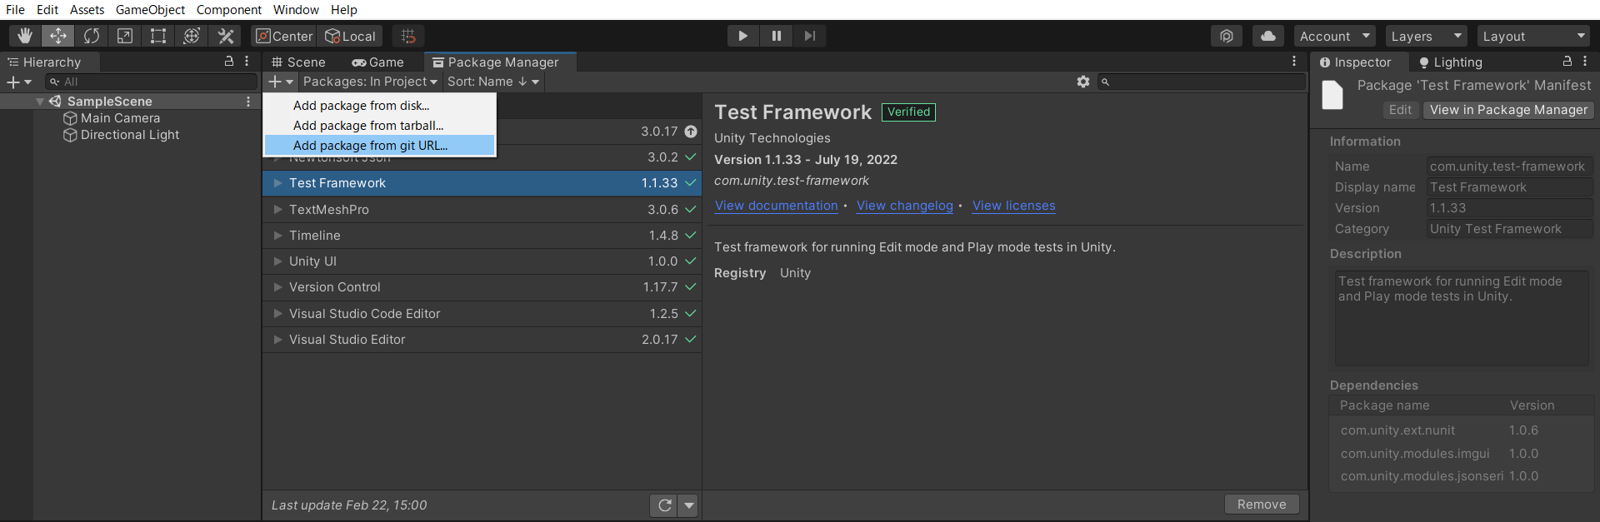 File Edit Assets GameObject Component Window Help
Center Local
Account Layers Layout
Hierarchy
All
SampleScene
Main Camera
Directional Light
Scene Game Package Manager
Packages: In Project Sort: Name ↓
Add package from disk...
Add package from tarball...
Add package from git URL...
3.0.17
Newtonsoft Json 3.0.2
Test Framework 1.1.33
TextMeshPro 3.0.6
Timeline 1.4.8
Unity UI 1.0.0
Version Control 1.17.7
Visual Studio Code Editor 1.2.5
Visual Studio Editor 2.0.17
Last update Feb 22, 15:00
Test Framework Verified
Unity Technologies
Version 1.1.33 - July 19, 2022
com.unity.test-framework
View documentation • View changelog • View licenses
Test framework for running Edit mode and Play mode tests in Unity.
Registry Unity
Remove
Inspector Lighting
Package 'Test Framework' Manifest
Edit View in Package Manager
Information
Name com.unity.test-framework
Display name Test Framework
Version 1.1.33
Category Unity Test Framework
Description
Test framework for running Edit mode
and Play mode tests in Unity.
Dependencies
Package name Version
com.unity.ext.nunit 1.0.6
com.unity.modules.imgui 1.0.0
com.unity.modules.jsonseri 1.0.0